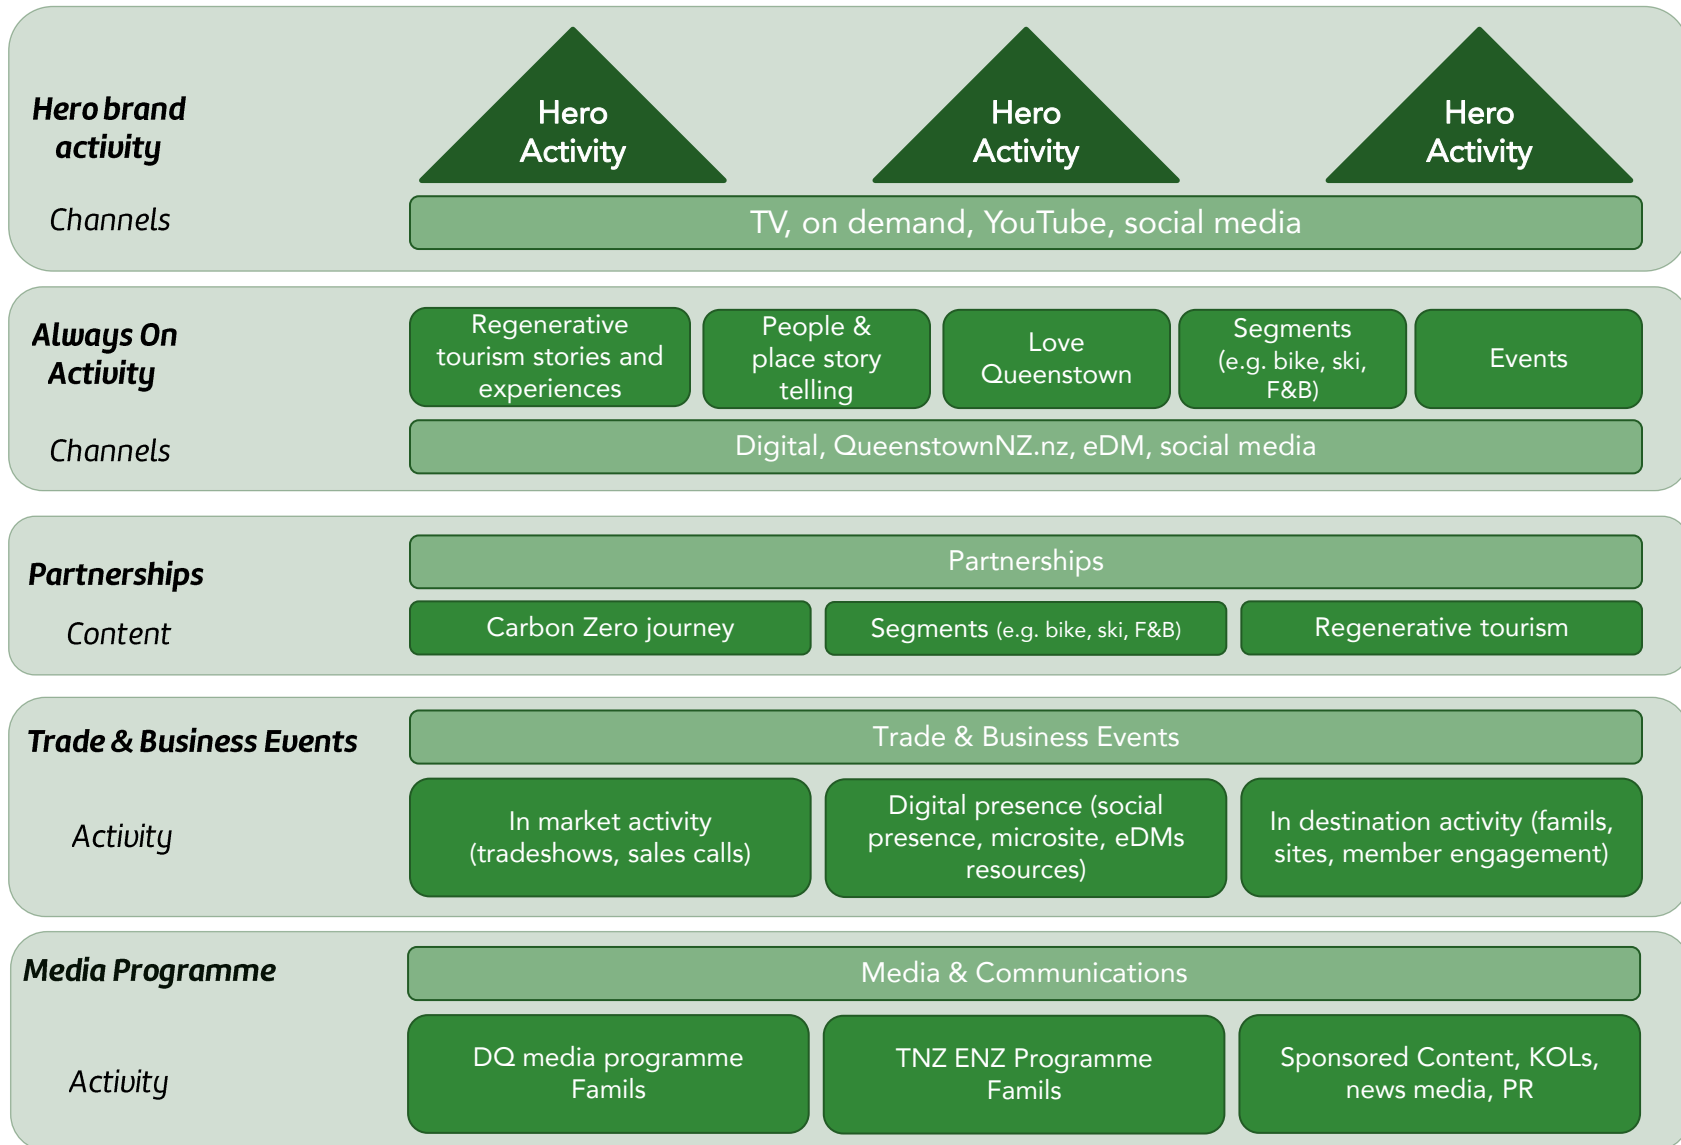 Hero brand
activity
Hero
Activity
Hero
Activity
Hero
Activity
Channels
TV, on demand, YouTube, social media
Always On
Activity
Regenerative
tourism stories and
experiences
People &
place story
telling
Love
Queenstown
Segments
(e.g. bike, ski,
F&B)
Events
Channels
Digital, QueenstownNZ.nz, eDM, social media
Partnerships
Partnerships
Content
Carbon Zero journey
Segments (e.g. bike, ski, F&B)
Regenerative tourism
Trade & Business Events
Trade & Business Events
Activity
In market activity
(tradeshows, sales calls)
Digital presence (social
presence, microsite, eDMs
resources)
In destination activity (famils,
sites, member engagement)
Media Programme
Media & Communications
Activity
DQ media programme
Famils
TNZ ENZ Programme
Famils
Sponsored Content, KOLs,
news media, PR